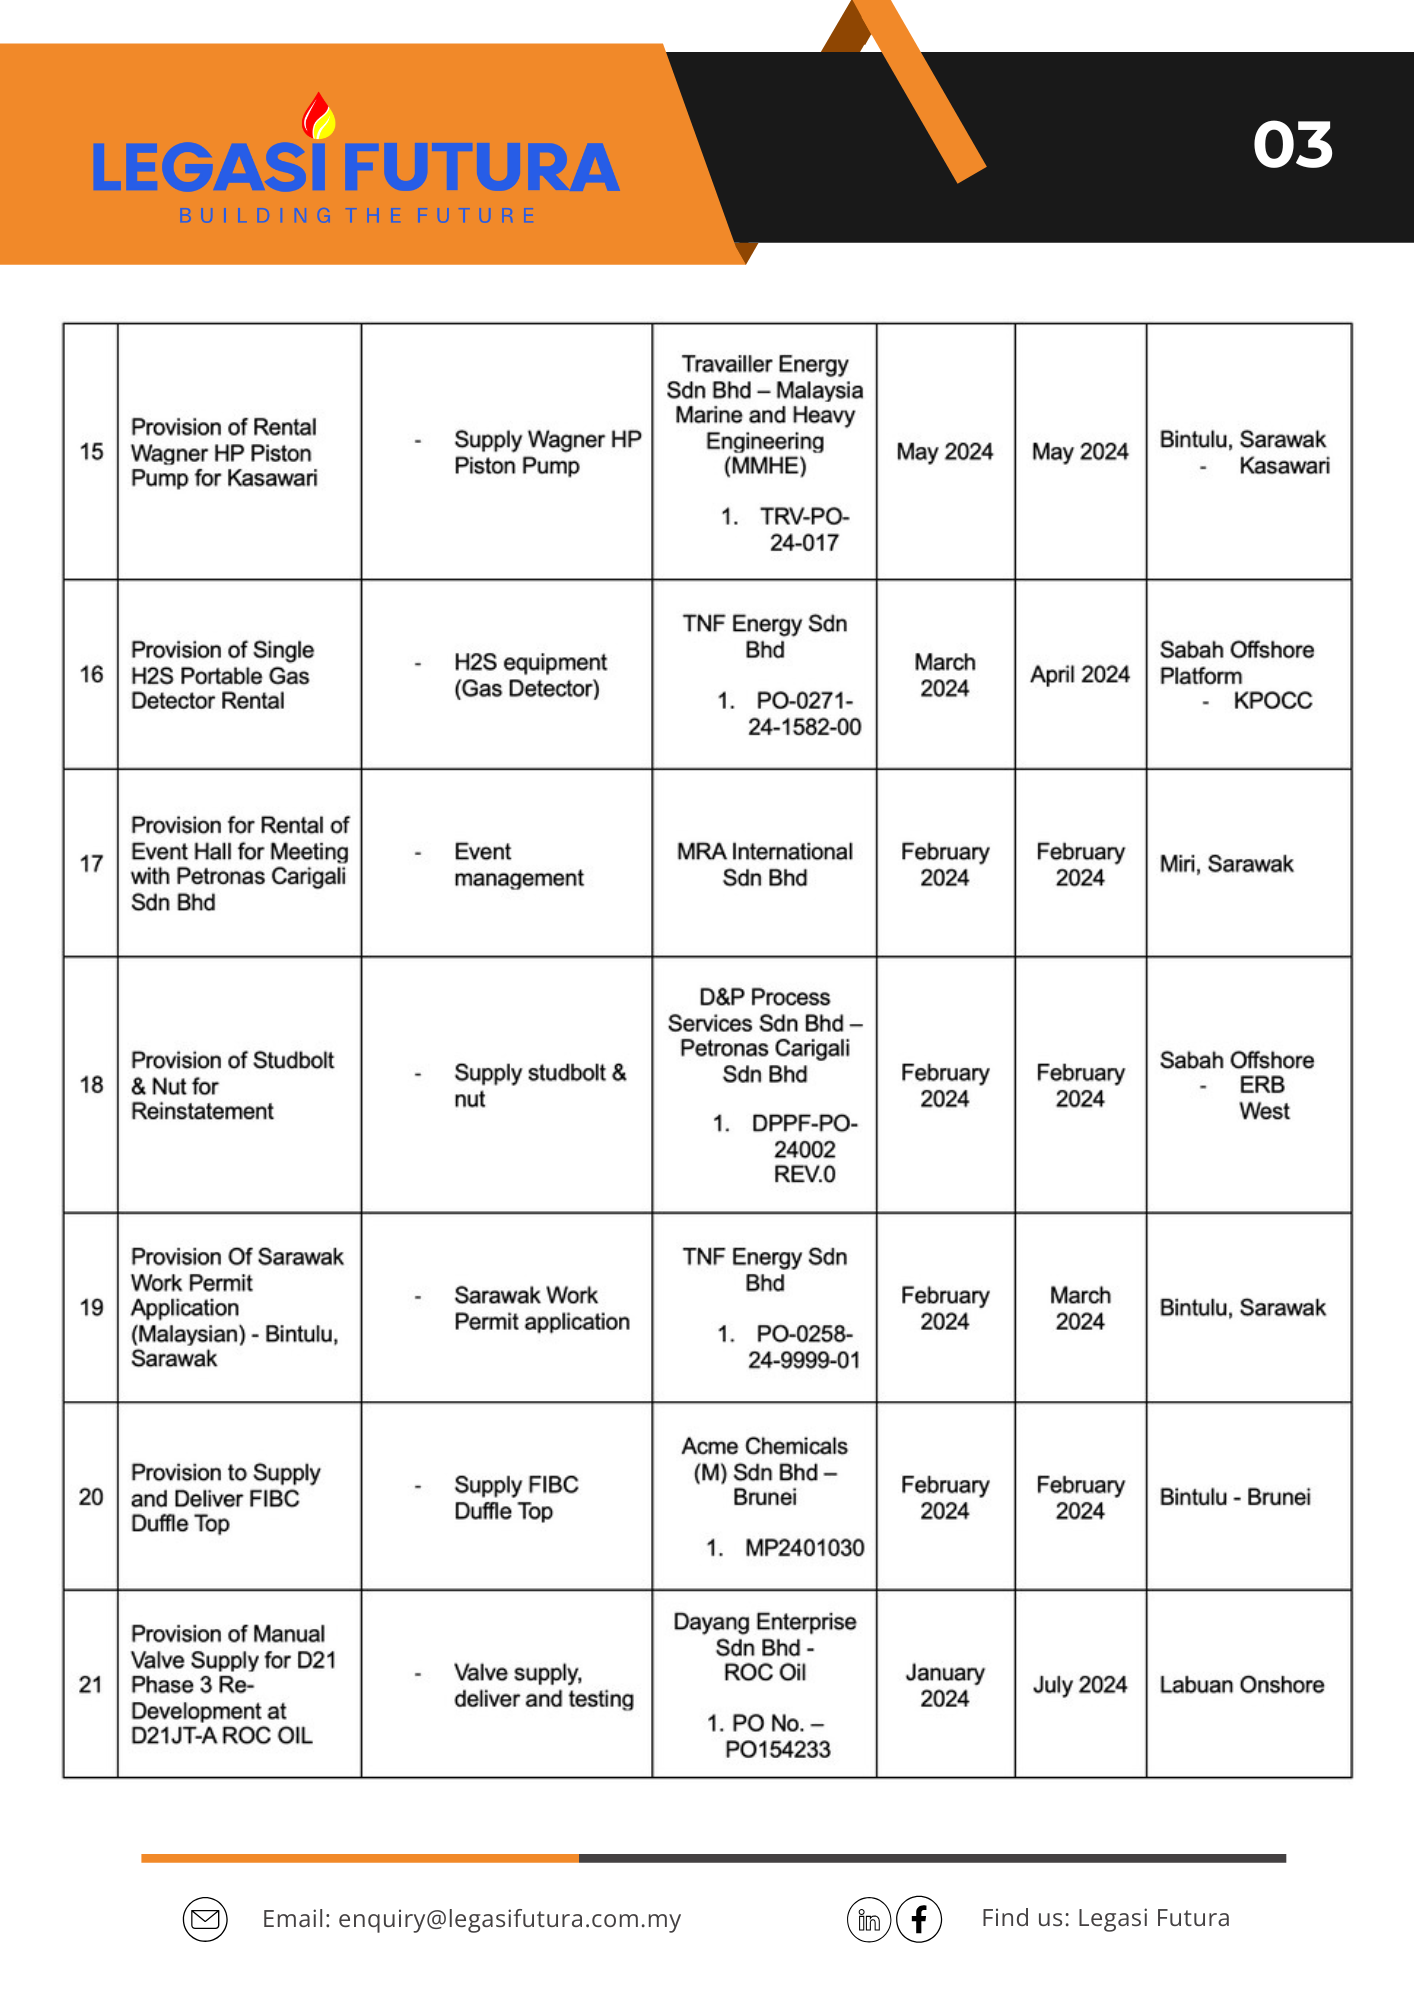 LEGASI FUTURA
BUILDING THE FUTURE
03
15
Provision of Rental
Wagner HP Piston
Pump for Kasawari
- Supply Wagner HP
Piston Pump
Travailler Energy
Sdn Bhd – Malaysia
Marine and Heavy
Engineering
(MMHE)
1. TRV-PO-
24-017
May 2024
May 2024
Bintulu, Sarawak
- Kasawari
16
Provision of Single
H2S Portable Gas
Detector Rental
- H2S equipment
(Gas Detector)
TNF Energy Sdn
Bhd
1. PO-0271-
24-1582-00
March
2024
April 2024
Sabah Offshore
Platform
- KPOCC
17
Provision for Rental of
Event Hall for Meeting
with Petronas Carigali
Sdn Bhd
- Event
management
MRA International
Sdn Bhd
February
2024
February
2024
Miri, Sarawak
18
Provision of Studbolt
& Nut for
Reinstatement
- Supply studbolt &
nut
D&P Process
Services Sdn Bhd –
Petronas Carigali
Sdn Bhd
1. DPPF-PO-
24002
REV.0
February
2024
February
2024
Sabah Offshore
- ERB
West
19
Provision Of Sarawak
Work Permit
Application
(Malaysian) - Bintulu,
Sarawak
- Sarawak Work
Permit application
TNF Energy Sdn
Bhd
1. PO-0258-
24-9999-01
February
2024
March
2024
Bintulu, Sarawak
20
Provision to Supply
and Deliver FIBC
Duffle Top
- Supply FIBC
Duffle Top
Acme Chemicals
(M) Sdn Bhd –
Brunei
1. MP2401030
February
2024
February
2024
Bintulu - Brunei
21
Provision of Manual
Valve Supply for D21
Phase 3 Re-
Development at
D21JT-A ROC OIL
- Valve supply,
deliver and testing
Dayang Enterprise
Sdn Bhd -
ROC Oil
1. PO No. –
PO154233
January
2024
July 2024
Labuan Onshore
Email: enquiry@legasifutura.com.my
in f
Find us: Legasi Futura